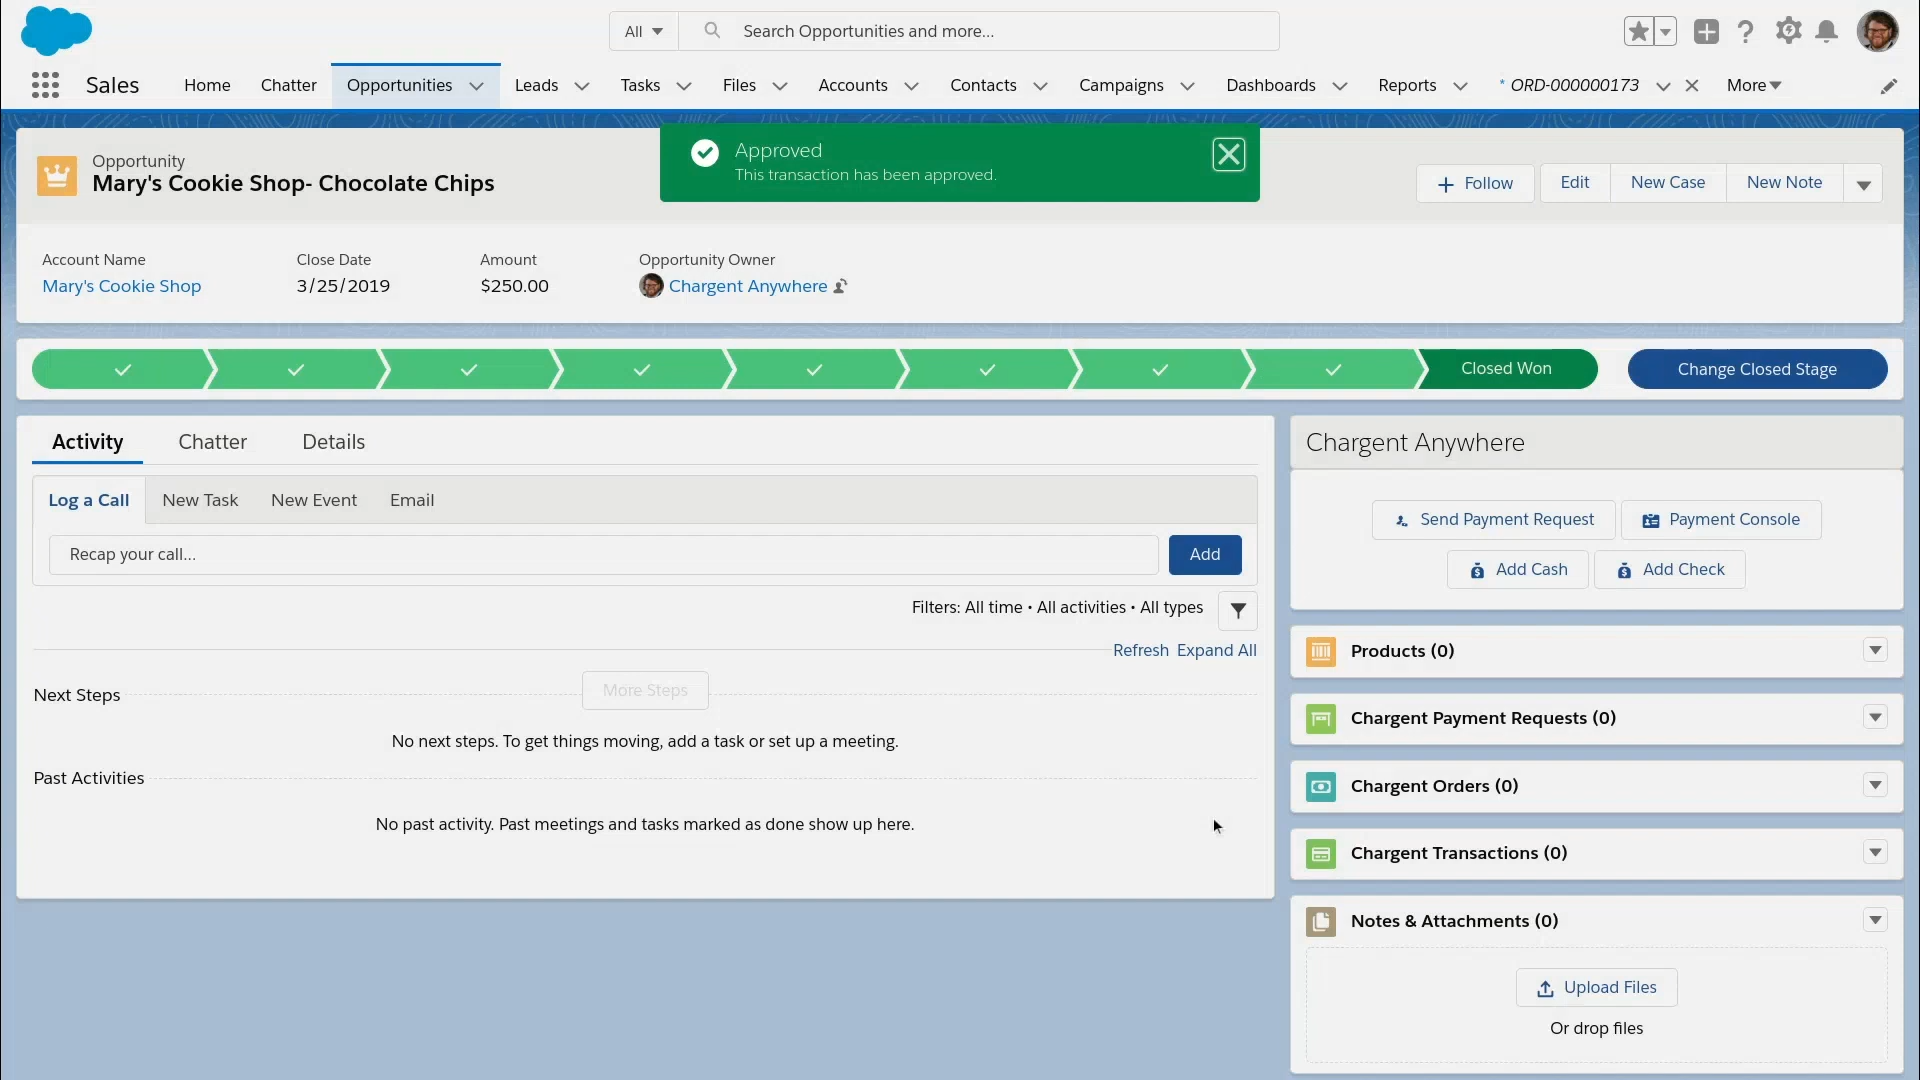 All
Search Opportunities and more...
Sales
Home
Chatter
Opportunities
Leads
Tasks
Files
Accounts
Contacts
Campaigns
Dashboards
Reports
* ORD-000000173
More
Approved
This transaction has been approved.
Opportunity
Mary's Cookie Shop- Chocolate Chips
Follow
Edit
New Case
New Note
Account Name
Close Date
Amount
Opportunity Owner
Mary's Cookie Shop
3/25/2019
$250.00
Chargent Anywhere
Closed Won
Change Closed Stage
Activity
Chatter
Details
Log a Call
New Task
New Event
Email
Recap your call...
Add
Filters: All time • All activities • All types
Refresh
Expand All
Next Steps
More Steps
No next steps. To get things moving, add a task or set up a meeting.
Past Activities
No past activity. Past meetings and tasks marked as done show up here.
Chargent Anywhere
Send Payment Request
Payment Console
Add Cash
Add Check
Products (0)
Chargent Payment Requests (0)
Chargent Orders (0)
Chargent Transactions (0)
Notes & Attachments (0)
Upload Files
Or drop files